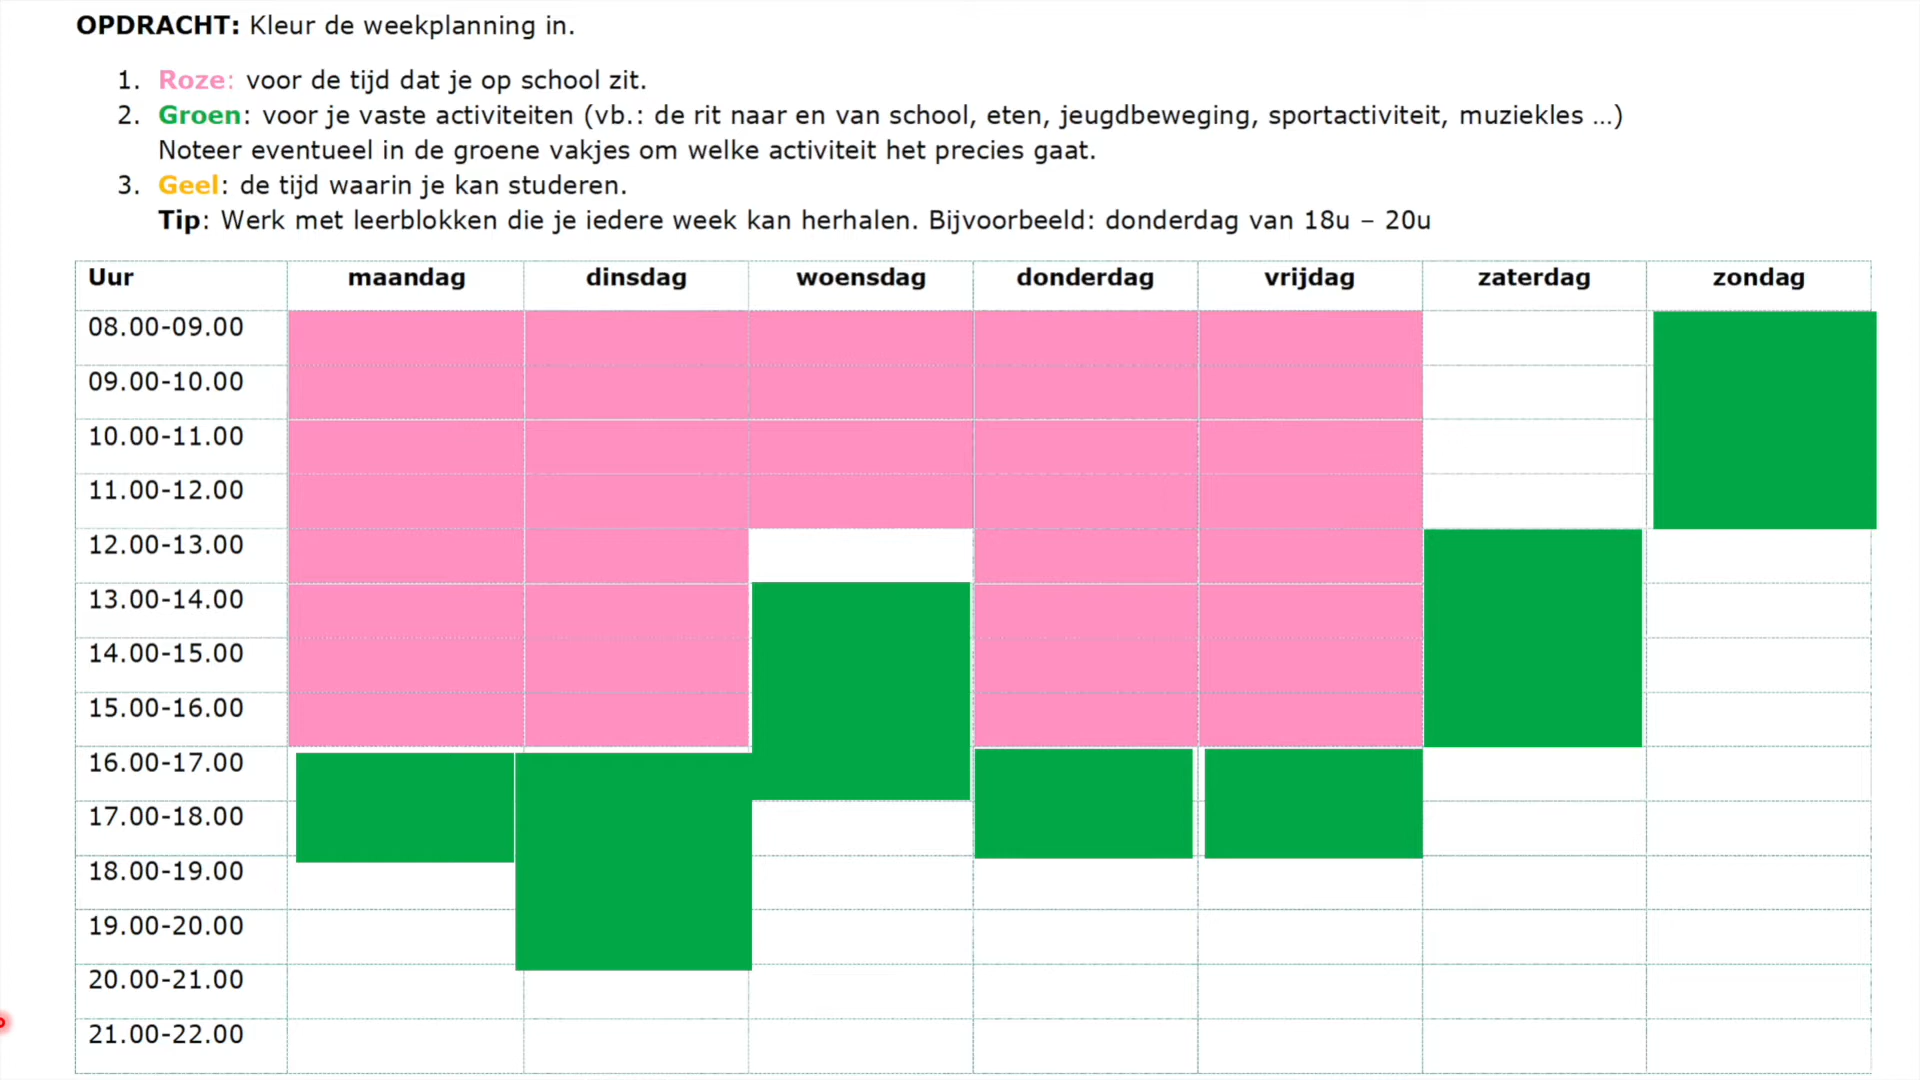 OPDRACHT: Kleur de weekplanning in.
1. Roze: voor de tijd dat je op school zit.
2. Groen: voor je vaste activiteiten (vb.: de rit naar en van school, eten, jeugdbeweging, sportactiviteit, muziekles ...)
Noteer eventueel in de groene vakjes om welke activiteit het precies gaat.
3. Geel: de tijd waarin je kan studeren.
Tip: Werk met leerblokken die je iedere week kan herhalen. Bijvoorbeeld: donderdag van 18u – 20u
Uur maandag dinsdag woensdag donderdag vrijdag zaterdag zondag
08.00-09.00
09.00-10.00
10.00-11.00
11.00-12.00
12.00-13.00
13.00-14.00
14.00-15.00
15.00-16.00
16.00-17.00
17.00-18.00
18.00-19.00
19.00-20.00
20.00-21.00
21.00-22.00